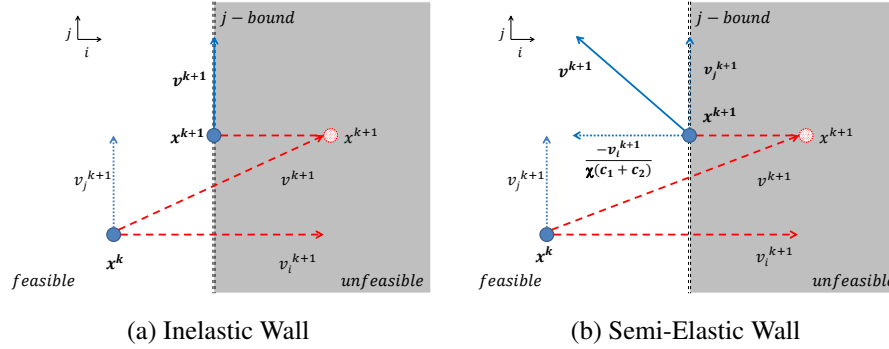 j
i
j − bound
v^{k+1}
x^{k+1}
x^{k+1}
v_j^{k+1}
v^{k+1}
x^k
v_i^{k+1}
feasible
unfeasible
(a) Inelastic Wall
j
i
j − bound
v^{k+1}
v_j^{k+1}
x^{k+1}
x^{k+1}
−v_i^{k+1}
χ(c_1 + c_2)
v_j^{k+1}
v^{k+1}
x^k
v_i^{k+1}
feasible
unfeasible
(b) Semi-Elastic Wall